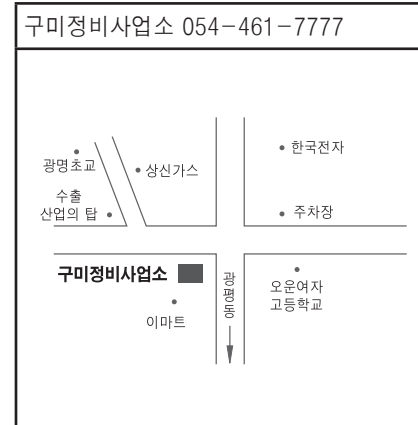 구미정비사업소 054-461-7777
광명초교
상신가스
한국전자
수출
산업의 탑
주차장
구미정비사업소
광평동
오운여자
고등학교
이마트